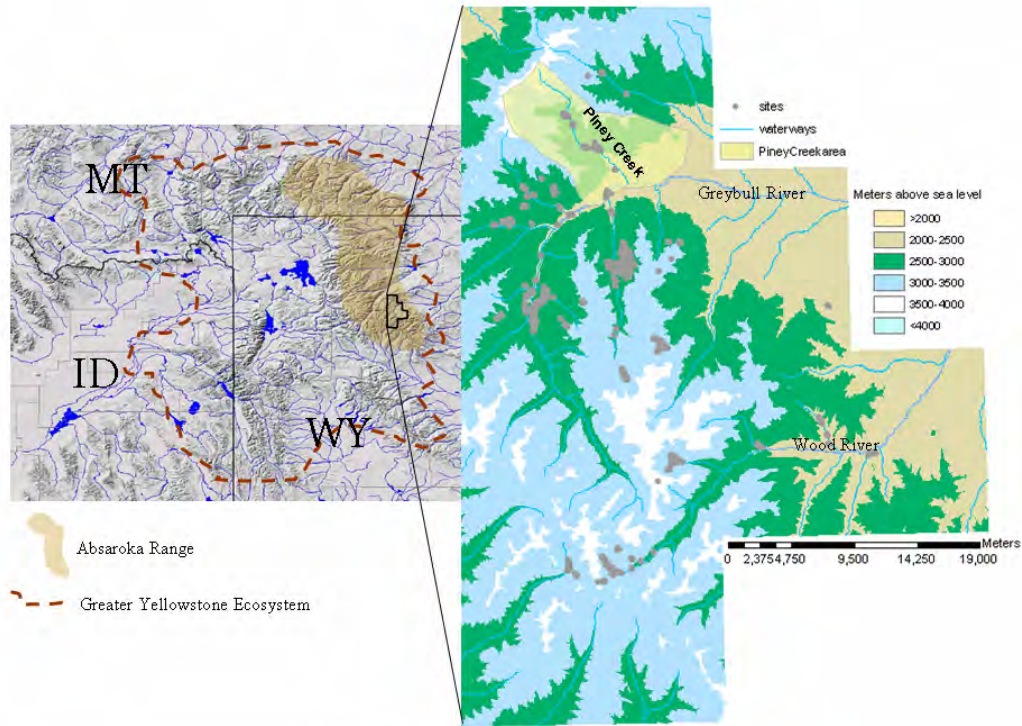 MT
ID
WY
Absaroka Range
Greater Yellowstone Ecosystem
Piney Creek
Greybull River
Wood River
sites
waterways
PineyCreekarea
Meters above sea level
>2000
2000-2500
2500-3000
3000-3500
3500-4000
<4000
Meters
0 2,375 4,750 9,500 14,250 19,000